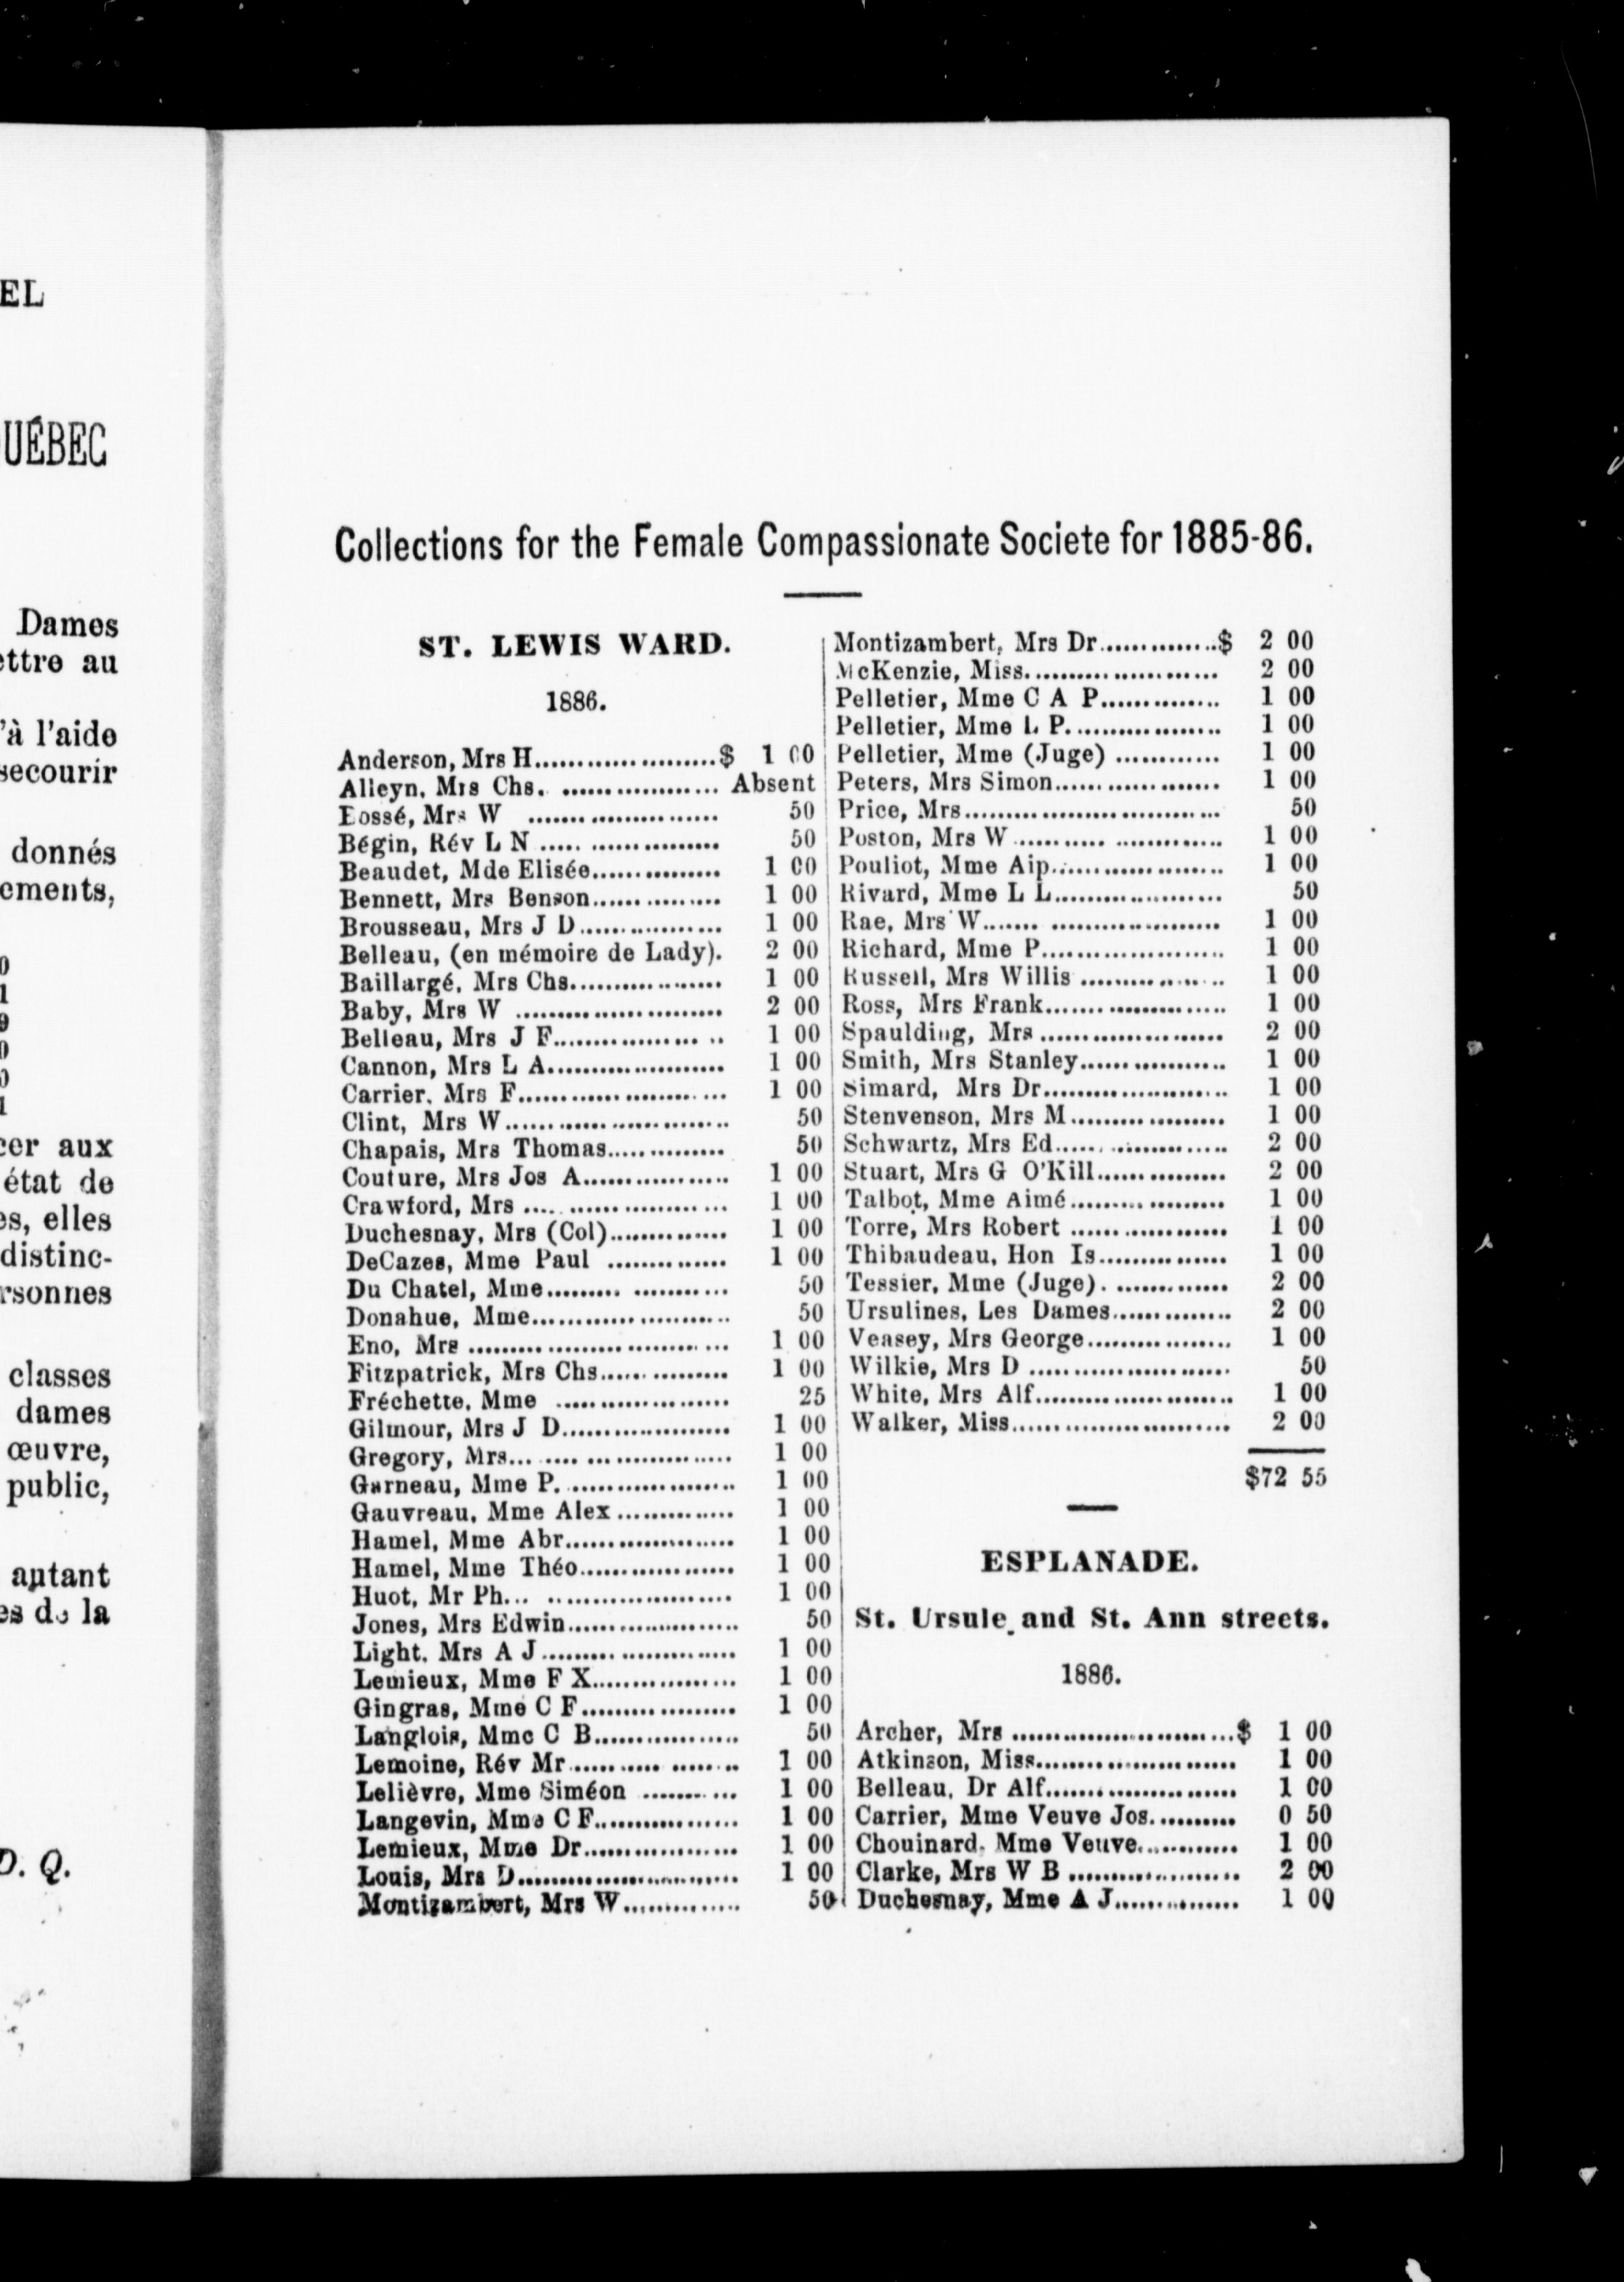 EL
UÉBEC
Dames
ettre au
'à l'aide
secourir
donnés
ements,
0
1
9
0
0
1
cer aux
état de
es, elles
distinc-
rsonnes
classes
dames
œuvre,
public,
autant
es de la
D. Q.
Collections for the Female Compassionate Societe for 1885-86.
ST. LEWIS WARD.
1886.
Anderson, Mrs H.....................$ 1 00
Alleyn, Mrs Chs. .................. Absent
Bossé, Mrs W ....................... 50
Bégin, Rév L N ..................... 50
Beaudet, Mde Elisée............... 1 00
Bennett, Mrs Benson............... 1 00
Brousseau, Mrs J D................. 1 00
Belleau, (en mémoire de Lady). 2 00
Baillargé, Mrs Chs.................. 1 00
Baby, Mrs W ........................ 2 00
Belleau, Mrs J F.................... 1 00
Cannon, Mrs L A..................... 1 00
Carrier, Mrs F........................ 1 00
Clint, Mrs W.......................... 50
Chapais, Mrs Thomas.............. 50
Couture, Mrs Jos A................. 1 00
Crawford, Mrs ........................ 1 00
Duchesnay, Mrs (Col).............. 1 00
DeCazes, Mme Paul .............. 1 00
Du Chatel, Mme..................... 50
Donahue, Mme....................... 50
Eno, Mrs .............................. 1 00
Fitzpatrick, Mrs Chs............... 1 00
Fréchette, Mme ..................... 25
Gilmour, Mrs J D.................... 1 00
Gregory, Mrs.......................... 1 00
Garneau, Mme P. .................... 1 00
Gauvreau, Mme Alex .............. 1 00
Hamel, Mme Abr.................... 1 00
Hamel, Mme Théo.................. 1 00
Huot, Mr Ph... ...................... 1 00
Jones, Mrs Edwin.................... 50
Light, Mrs A J....................... 1 00
Lemieux, Mme F X................. 1 00
Gingras, Mme C F.................. 1 00
Langlois, Mme C B................. 50
Lemoine, Rév Mr.................... 1 00
Lelièvre, Mme Siméon ........... 1 00
Langevin, Mme C F................. 1 00
Lemieux, Mme Dr.................. 1 00
Louis, Mrs D.......................... 1 00
Montizambert, Mrs W.............. 50
Montizambert, Mrs Dr..............$ 2 00
McKenzie, Miss....................... 2 00
Pelletier, Mme C A P.............. 1 00
Pelletier, Mme L P.................. 1 00
Pelletier, Mme (Juge) ............ 1 00
Peters, Mrs Simon................... 1 00
Price, Mrs.............................. 50
Poston, Mrs W ........................ 1 00
Pouliot, Mme Aip.................... 1 00
Rivard, Mme L L.................... 50
Rae, Mrs W............................ 1 00
Richard, Mme P..................... 1 00
Russell, Mrs Willis ................. 1 00
Ross, Mrs Frank..................... 1 00
Spaulding, Mrs ...................... 2 00
Smith, Mrs Stanley................. 1 00
Simard, Mrs Dr...................... 1 00
Stenvenson, Mrs M.................. 1 00
Schwartz, Mrs Ed.................... 2 00
Stuart, Mrs G O'Kill............... 2 00
Talbot, Mme Aimé.................. 1 00
Torre, Mrs Robert .................. 1 00
Thibaudeau, Hon Is............... 1 00
Tessier, Mme (Juge). ............. 2 00
Ursulines, Les Dames.............. 2 00
Veasey, Mrs George................. 1 00
Wilkie, Mrs D ....................... 50
White, Mrs Alf....................... 1 00
Walker, Miss.......................... 2 00
$72 55
ESPLANADE.
St. Ursule and St. Ann streets.
1886.
Archer, Mrs ..........................$ 1 00
Atkinson, Miss....................... 1 00
Belleau, Dr Alf...................... 1 00
Carrier, Mme Veuve Jos.......... 0 50
Chouinard, Mme Veuve........... 1 00
Clarke, Mrs W B .................... 2 00
Duchesnay, Mme A J............... 1 00